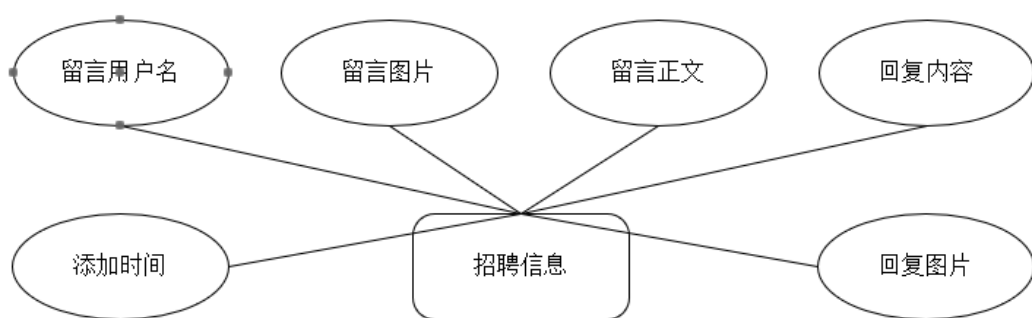 留言用户名
留言图片
留言正文
回复内容
添加时间
招聘信息
回复图片